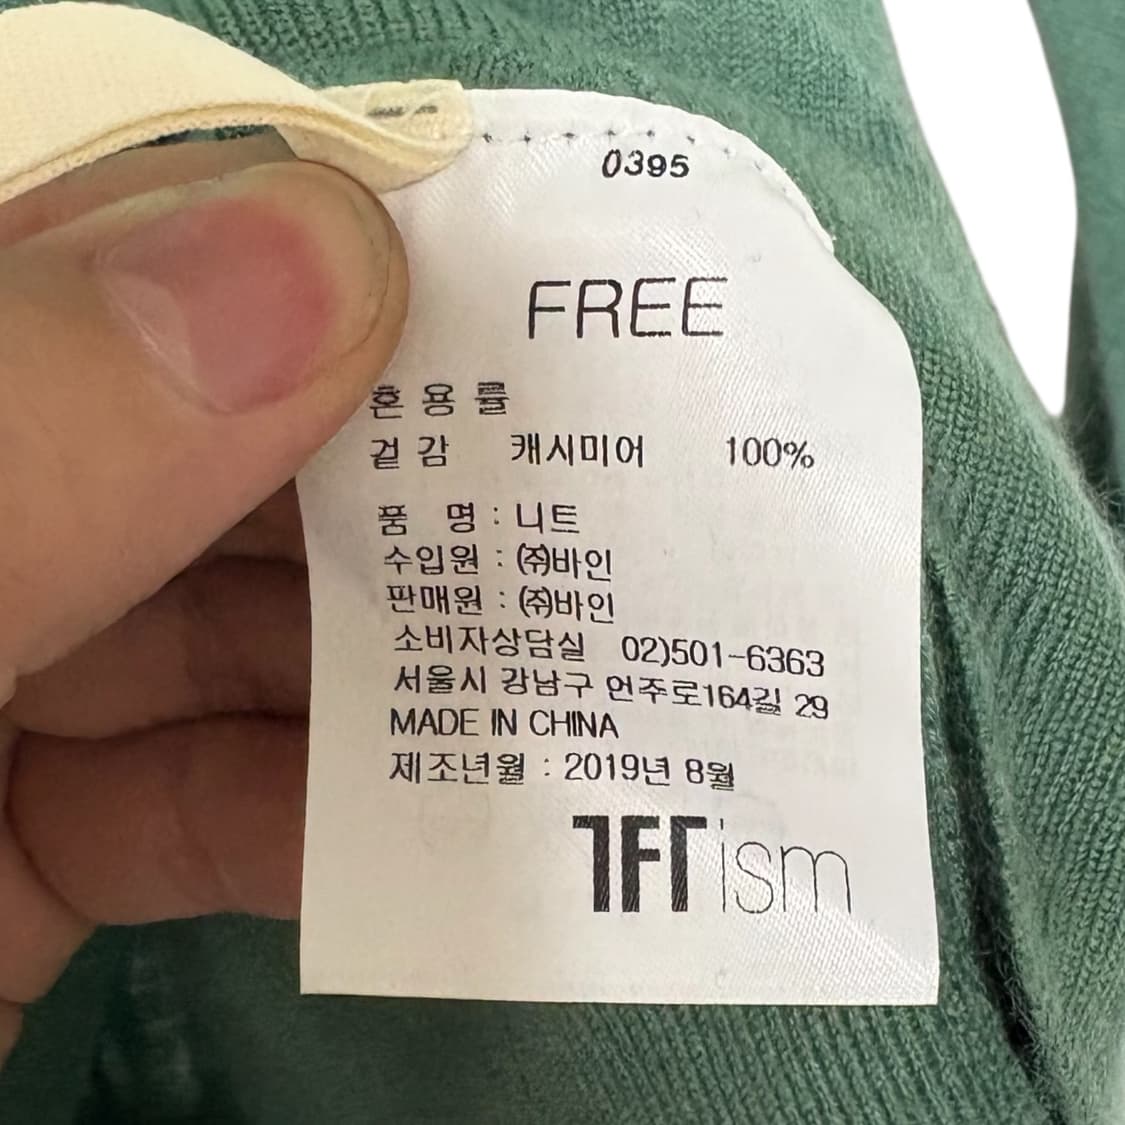 0395
FREE
혼용률
겉감 캐시미어 100%
품 명 : 니트
수입원 : ㈜바인
판매원 : ㈜바인
소비자상담실 02)501-6363
서울시 강남구 언주로164길 29
MADE IN CHINA
제조년월 : 2019년 8월
TFTism